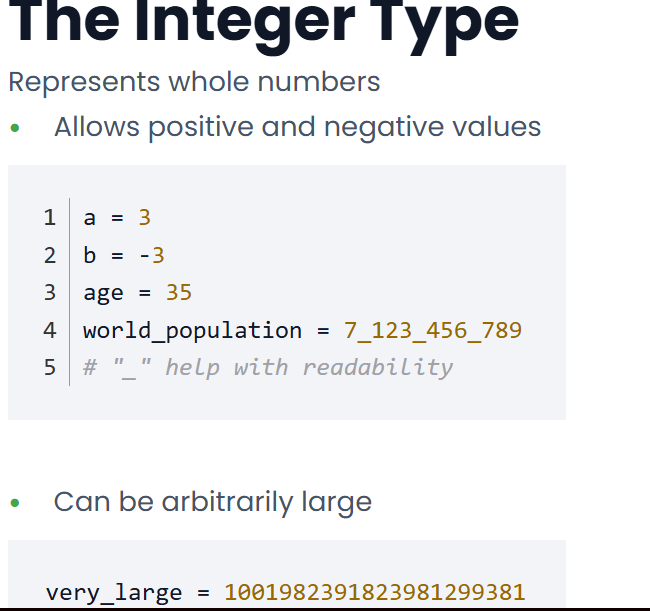 The Integer Type
Represents whole numbers
• Allows positive and negative values
1 a = 3
2 b = -3
3 age = 35
4 world_population = 7_123_456_789
5 # "_" help with readability
• Can be arbitrarily large
very_large = 1001982391823981299381